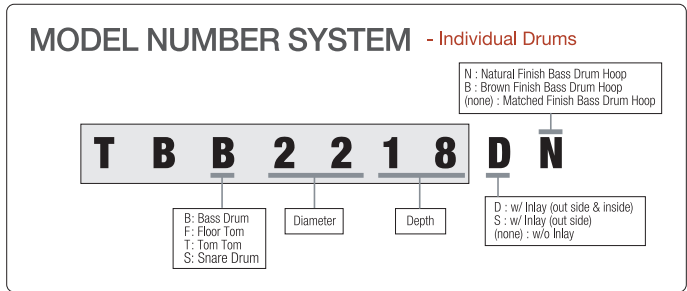 MODEL NUMBER SYSTEM - Individual Drums
N : Natural Finish Bass Drum Hoop
B : Brown Finish Bass Drum Hoop
(none) : Matched Finish Bass Drum Hoop
T B B 2 2 1 8 D N
B: Bass Drum
F: Floor Tom
T: Tom Tom
S: Snare Drum
Diameter
Depth
D : w/ Inlay (out side & inside)
S : w/ Inlay (out side)
(none) : w/o Inlay